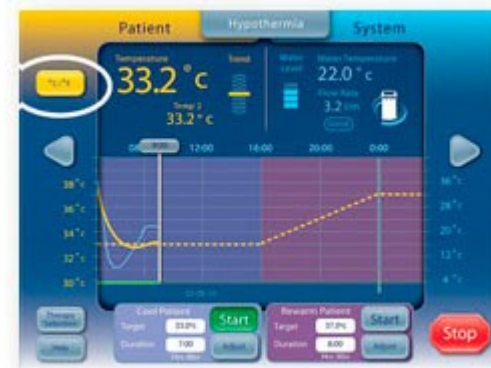 Patient
Hypothermia
System
°C/°F
Temperature
33.2°c
Trend
Temp 2
33.2°c
Water Level
Water Temperature
22.0°c
Flow Rate
3.2 l/m
12:00
16:00
20:00
0:00
38°c
36°c
34°c
32°c
30°c
36°c
28°c
20°c
12°c
4°c
Therapy Selection
Help
Cool Patient
Target
33.0°c
Start
Duration
7:00
Adjust
Rewarm Patient
Target
37.0°c
Start
Duration
8:00
Adjust
Stop